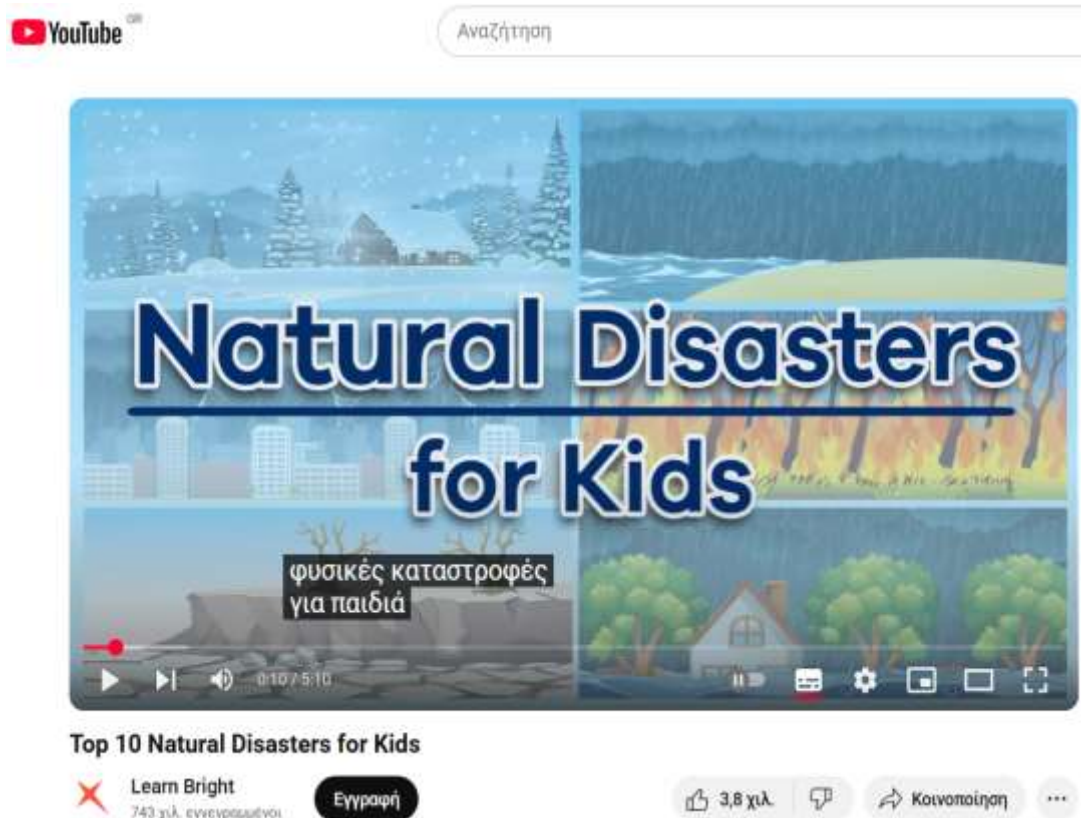 YouTube GR
Αναζήτηση
Natural Disasters
for Kids
φυσικές καταστροφές
για παιδιά
0:10 / 5:10
Top 10 Natural Disasters for Kids
Learn Bright
743 χιλ. εγγεγραμμένοι
Εγγραφή
3,8 χιλ.
Κοινοποίηση